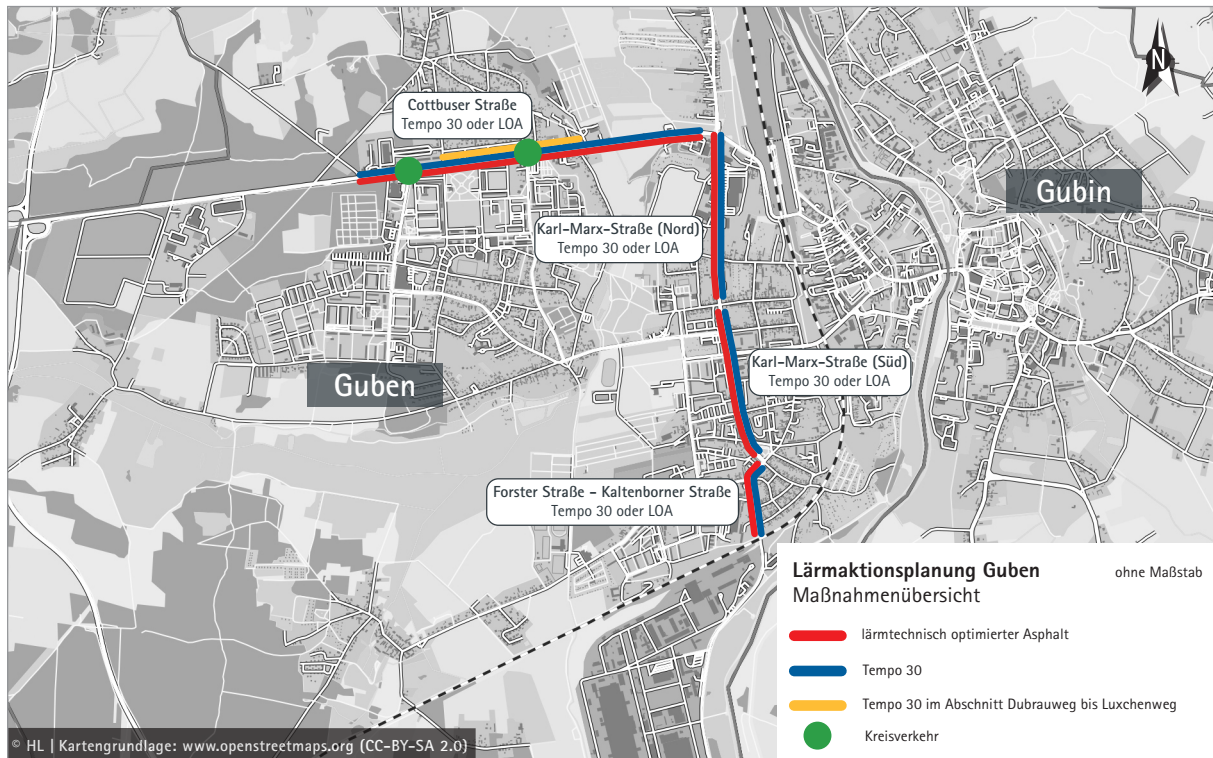 N
Cottbuser Straße
Tempo 30 oder LOA
Gubin
Karl-Marx-Straße (Nord)
Tempo 30 oder LOA
Karl-Marx-Straße (Süd)
Tempo 30 oder LOA
Guben
Forster Straße - Kaltenborner Straße
Tempo 30 oder LOA
Lärmaktionsplanung Guben
ohne Maßstab
Maßnahmenübersicht
lärmtechnisch optimierter Asphalt
Tempo 30
Tempo 30 im Abschnitt Dubrauweg bis Luxchenweg
Kreisverkehr
© HL | Kartengrundlage: www.openstreetmaps.org (CC-BY-SA 2.0)